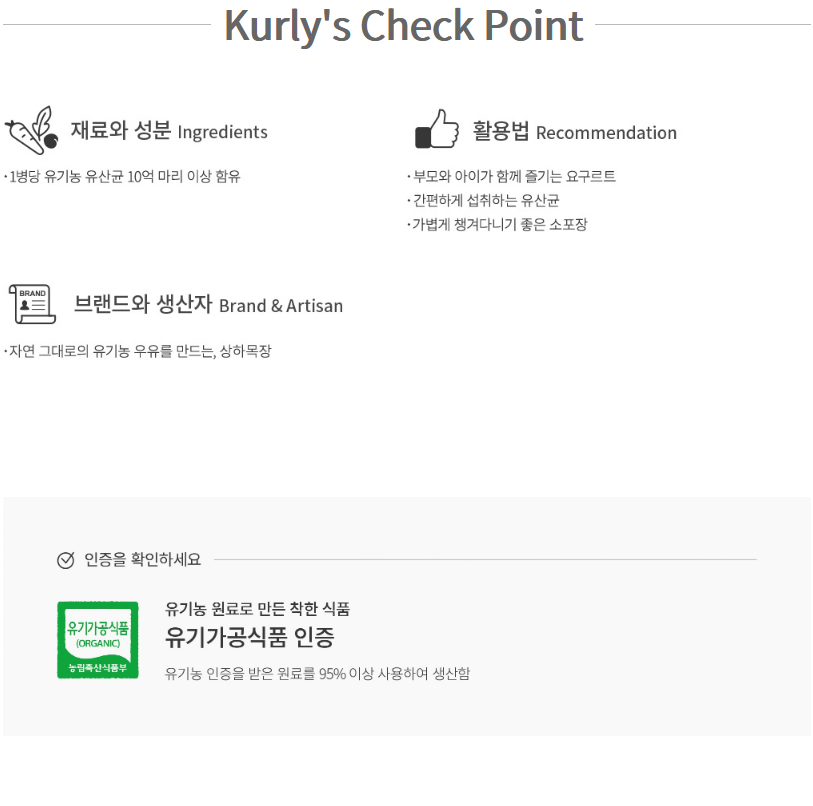 Kurly's Check Point
재료와 성분 Ingredients
·1병당 유기농 유산균 10억 마리 이상 함유
활용법 Recommendation
·부모와 아이가 함께 즐기는 요구르트
·간편하게 섭취하는 유산균
·가볍게 챙겨다니기 좋은 소포장
BRAND
브랜드와 생산자 Brand & Artisan
·자연 그대로의 유기농 우유를 만드는, 상하목장
인증을 확인하세요
유기가공식품
(ORGANIC)
농림축산식품부
유기농 원료로 만든 착한 식품
유기가공식품 인증
유기농 인증을 받은 원료를 95% 이상 사용하여 생산함